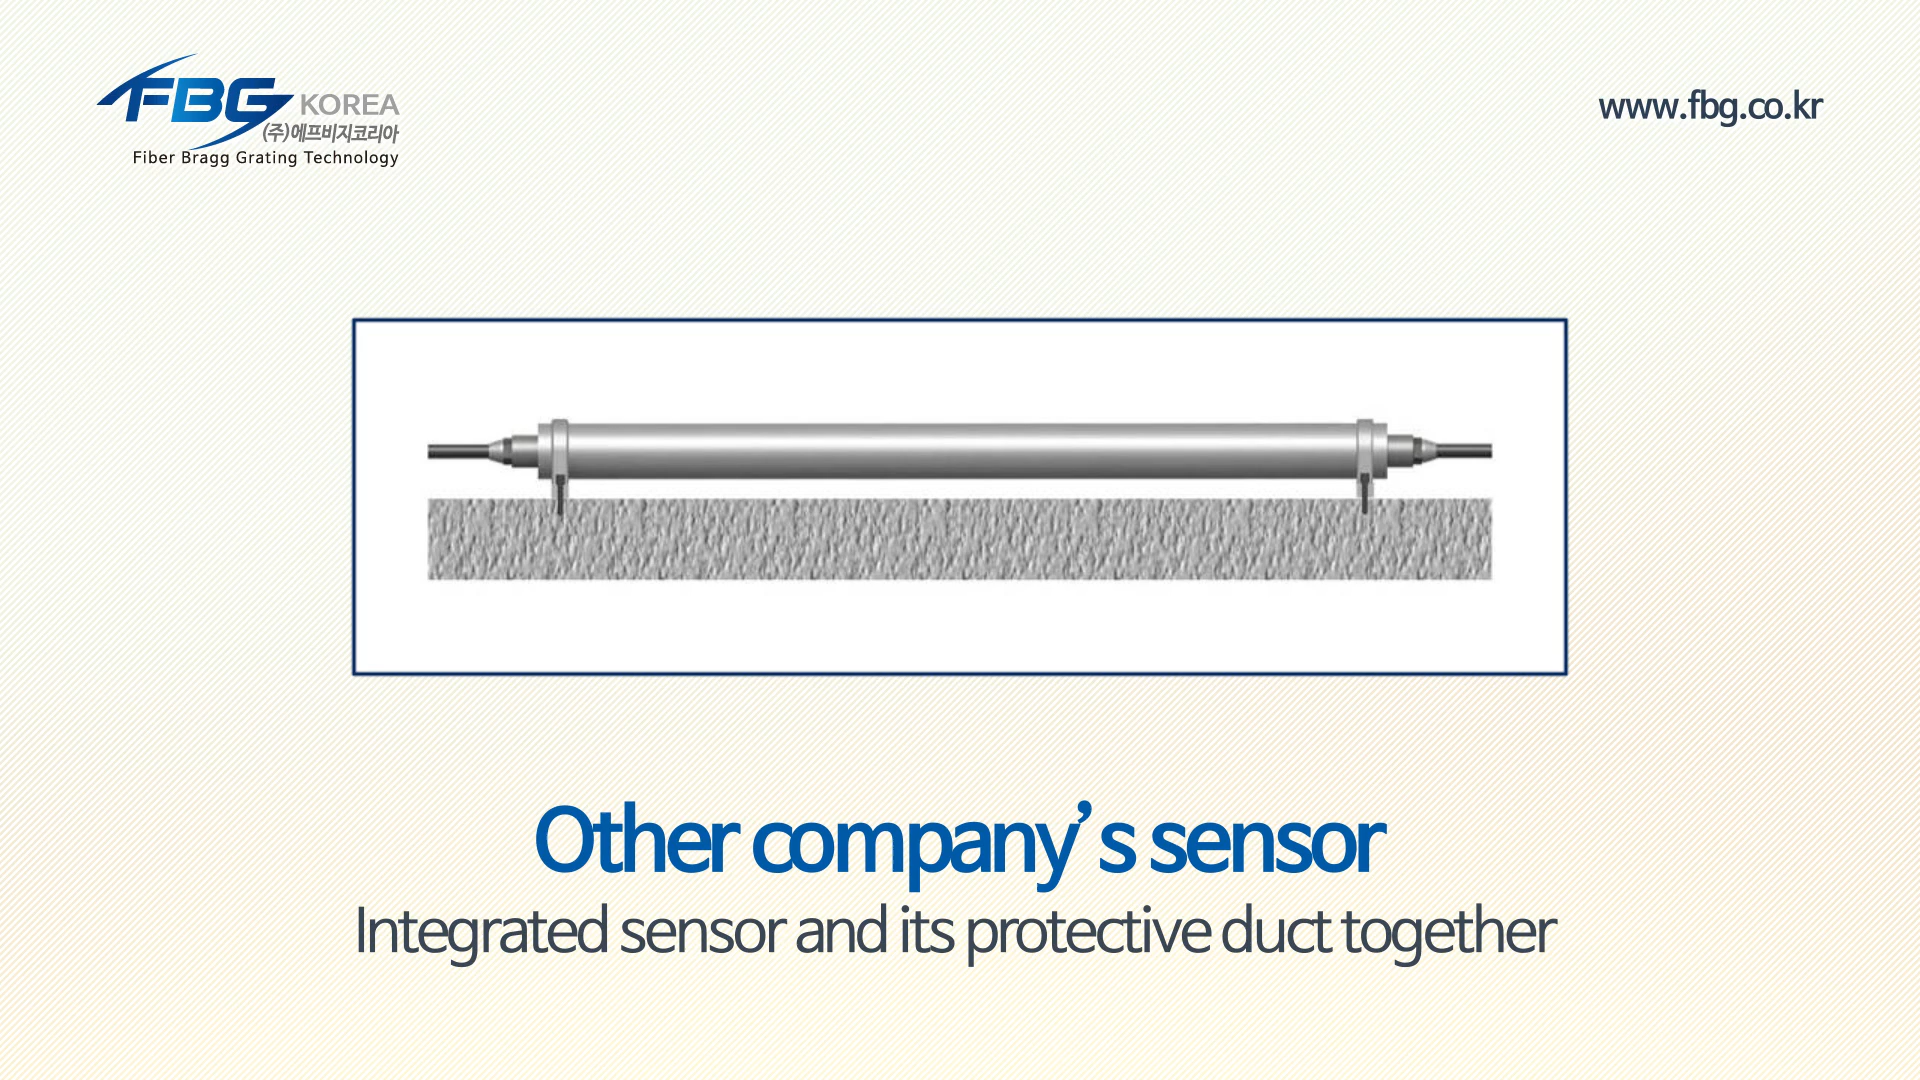 FBG KOREA
(주)에프비지코리아
Fiber Bragg Grating Technology
www.fbg.co.kr
Other company’s sensor
Integrated sensor and its protective duct together